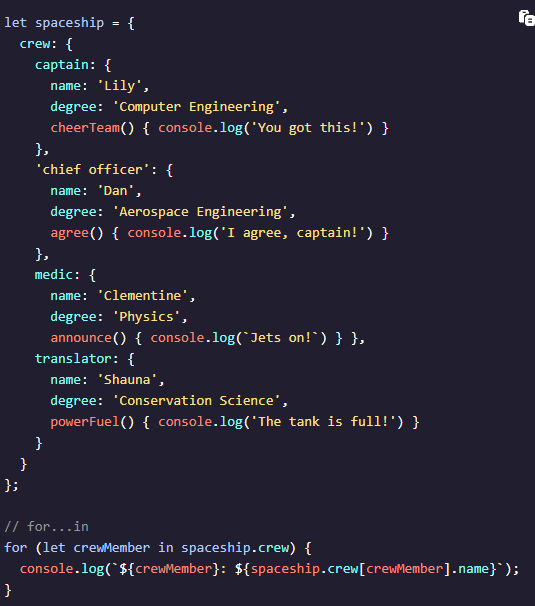 let spaceship = {
  crew: {
    captain: {
      name: 'Lily',
      degree: 'Computer Engineering',
      cheerTeam() { console.log('You got this!') }
    },
    'chief officer': {
      name: 'Dan',
      degree: 'Aerospace Engineering',
      agree() { console.log('I agree, captain!') }
    },
    medic: {
      name: 'Clementine',
      degree: 'Physics',
      announce() { console.log(`Jets on!`) } },
    translator: {
      name: 'Shauna',
      degree: 'Conservation Science',
      powerFuel() { console.log('The tank is full!') }
    }
  }
};

// for...in
for (let crewMember in spaceship.crew) {
  console.log(`${crewMember}: ${spaceship.crew[crewMember].name}`);
}